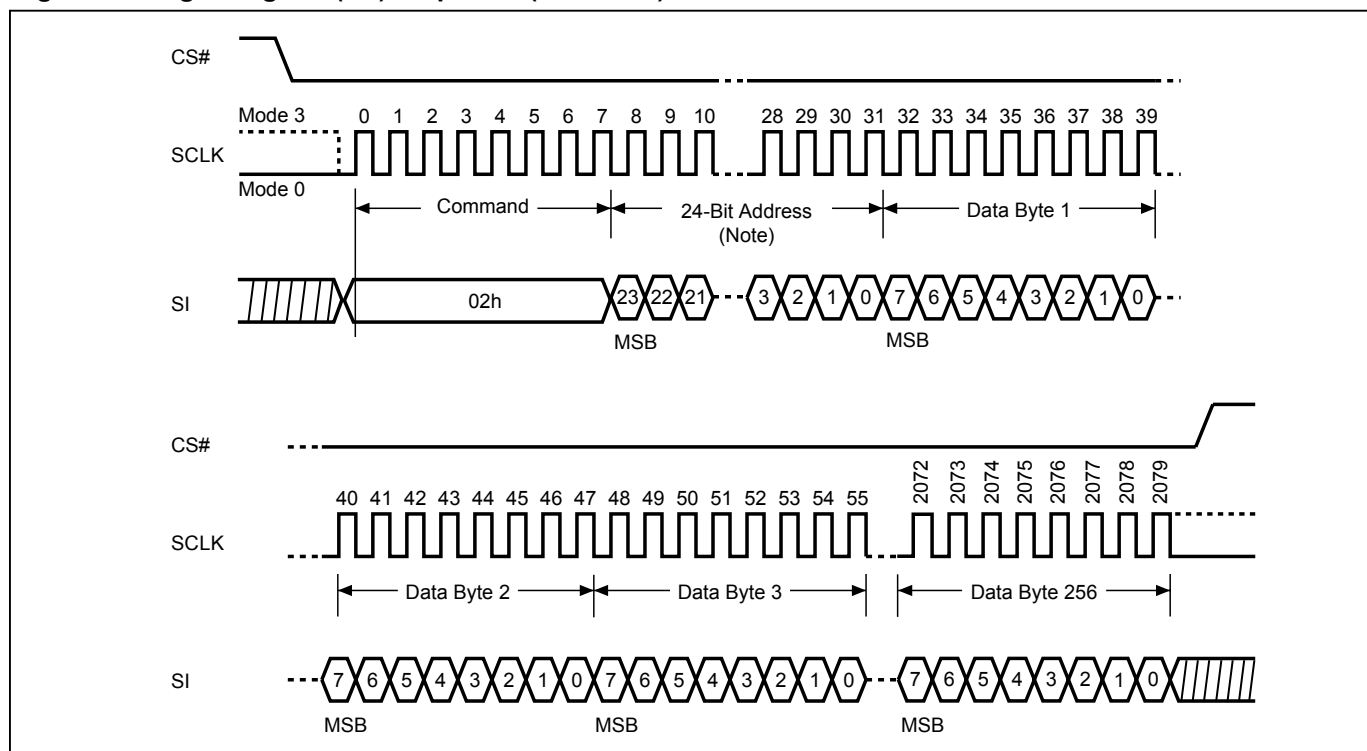 CS#
Mode 3
0 1 2 3 4 5 6 7 8 9 10 28 29 30 31 32 33 34 35 36 37 38 39
SCLK
Mode 0
Command 24-Bit Address Data Byte 1
(Note)
SI 02h 23 22 21 3 2 1 0 7 6 5 4 3 2 1 0
MSB MSB
CS#
40 41 42 43 44 45 46 47 48 49 50 51 52 53 54 55 2072 2073 2074 2075 2076 2077 2078 2079
SCLK
Data Byte 2 Data Byte 3 Data Byte 256
SI 7 6 5 4 3 2 1 0 7 6 5 4 3 2 1 0 7 6 5 4 3 2 1 0
MSB MSB MSB